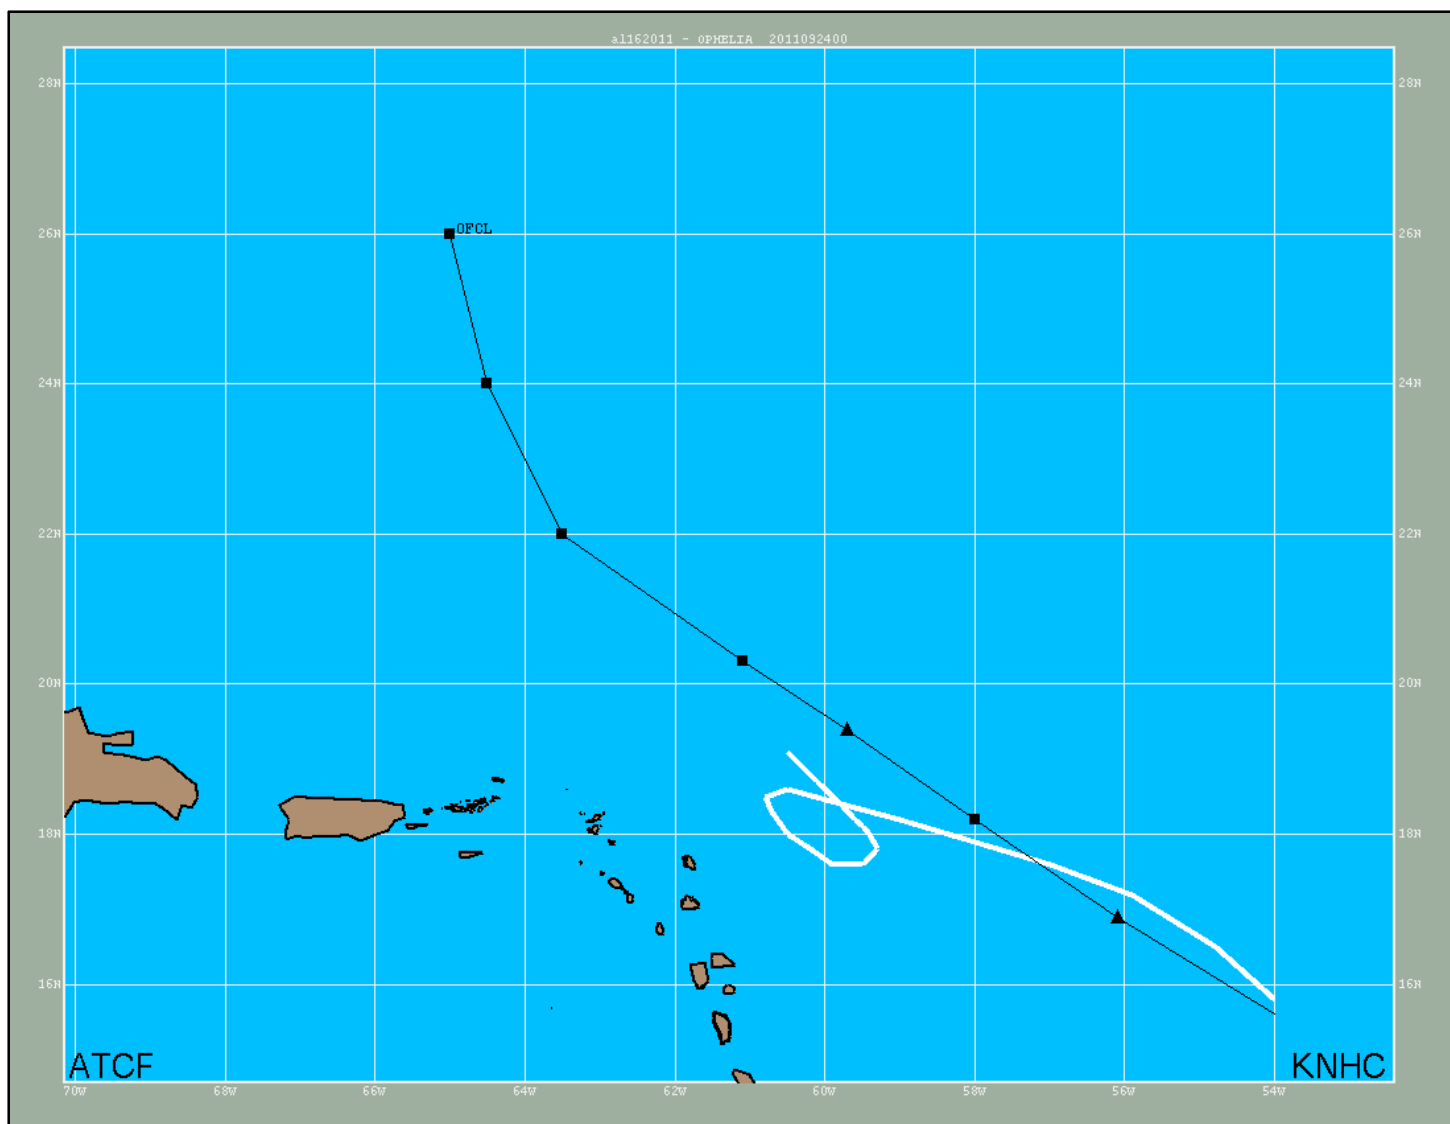 al162011 - OPHELIA 2011092400
28N 28N
OFCL
26N 26N
24N 24N
22N 22N
20N 20N
18N 18N
16N 16N
ATCF KNHC
70W 68W 66W 64W 62W 60W 58W 56W 54W